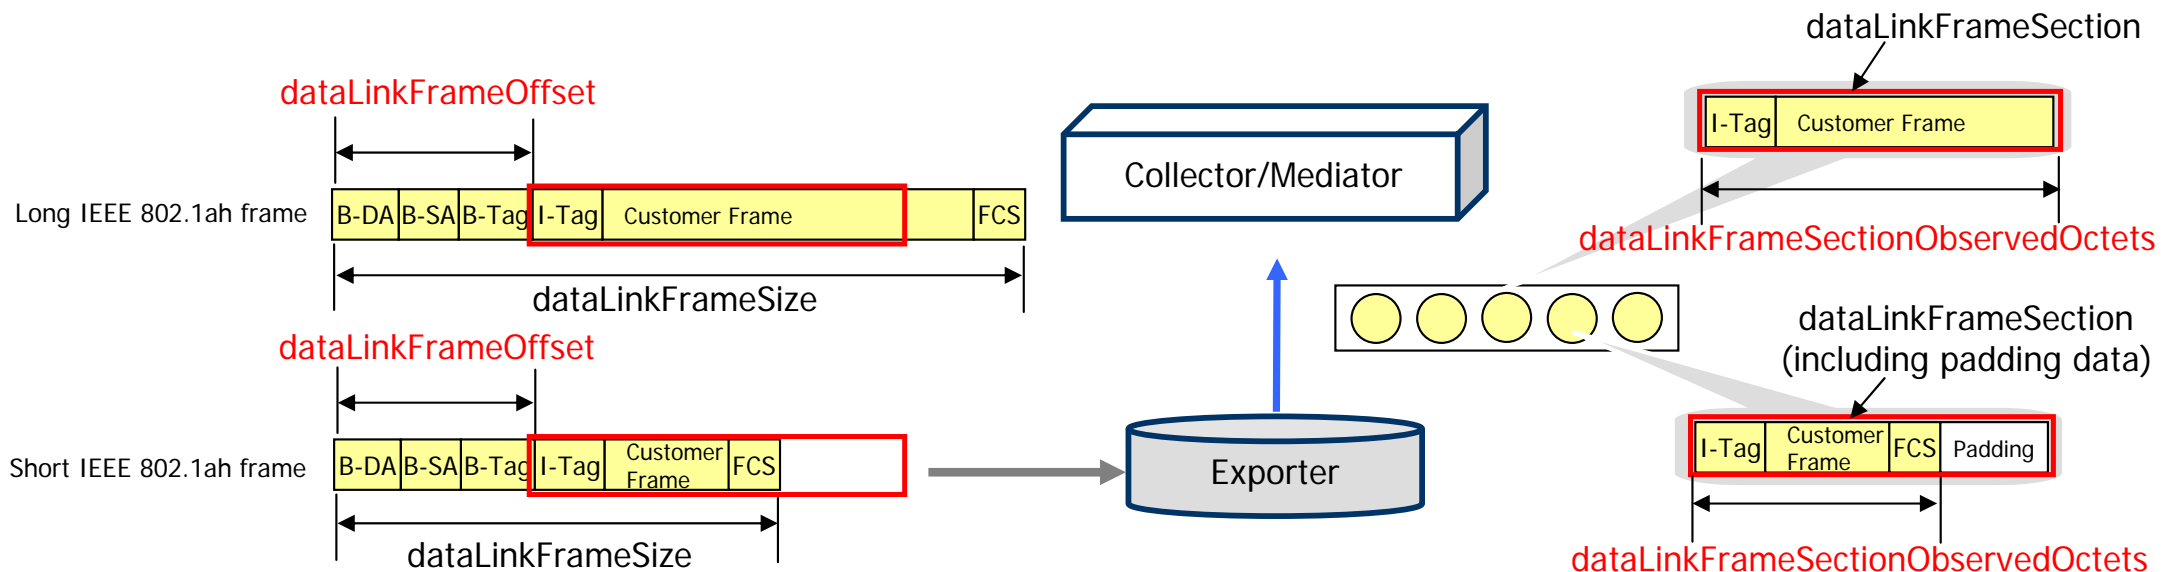 dataLinkFrameOffset
Long IEEE 802.1ah frame
B-DA B-SA B-Tag I-Tag Customer Frame FCS
dataLinkFrameSize
dataLinkFrameOffset
Short IEEE 802.1ah frame
B-DA B-SA B-Tag I-Tag Customer
Frame FCS
dataLinkFrameSize
Collector/Mediator
Exporter
dataLinkFrameSection
I-Tag Customer Frame
dataLinkFrameSectionObservedOctets
dataLinkFrameSection
(including padding data)
I-Tag Customer
Frame FCS Padding
dataLinkFrameSectionObservedOctets